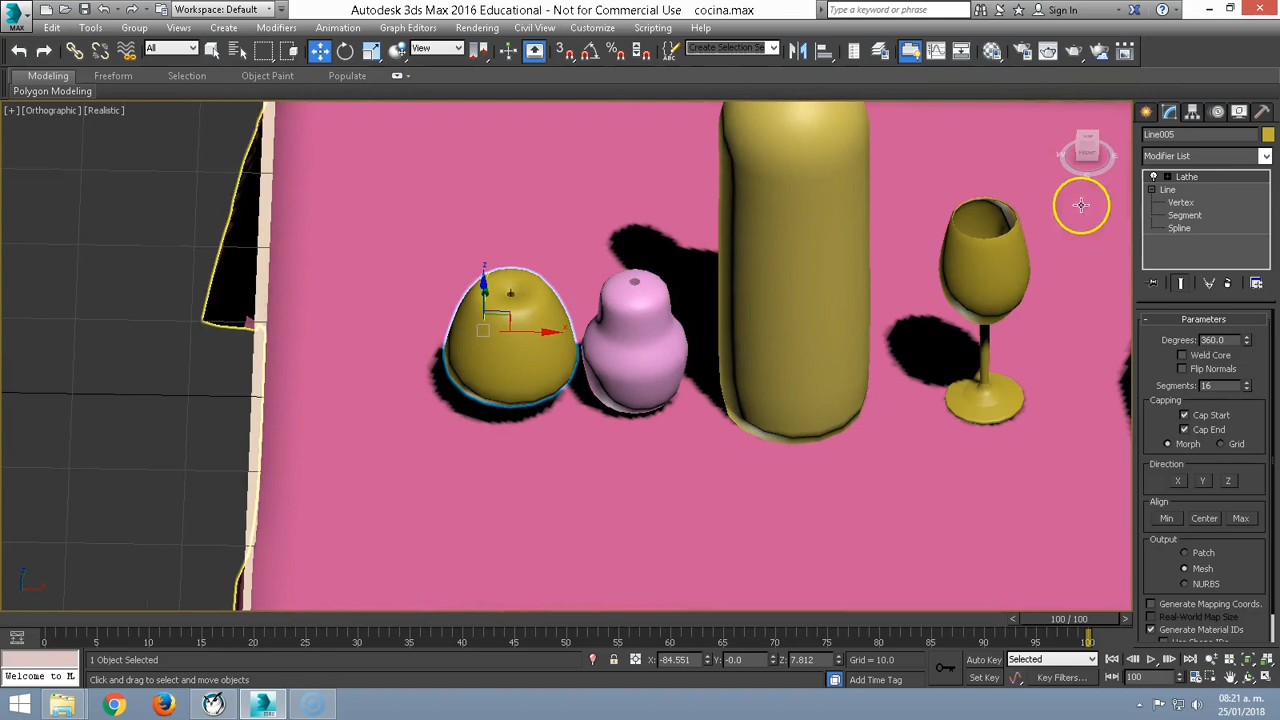 MAX
Workspace: Default
Autodesk 3ds Max 2016 Educational - Not for Commercial Use cocina.max
Type a keyword or phrase
Sign In
Edit Tools Group Views Create Modifiers Animation Graph Editors Rendering Civil View Customize Scripting Help
All
View
Create Selection Se
Modeling Freeform Selection Object Paint Populate
Polygon Modeling
[+] [Orthographic] [Realistic]
Line005
Modifier List
Lathe
Line
Vertex
Segment
Spline
z
x
Parameters
Degrees: 360.0
Weld Core
Flip Normals
Segments: 16
Capping
Cap Start
Cap End
Morph Grid
Direction
X Y Z
Align
Min Center Max
Output
Patch
Mesh
NURBS
Generate Mapping Coords.
Real-World Map Size
Generate Material IDs
100 / 100
0 5 10 15 20 25 30 35 40 45 50 55 60 65 70 75 80 85 90 95 100
1 Object Selected
X: -84.551 Y: -0.0 Z: 7.812 Grid = 10.0
Auto Key Selected
Welcome to M
Click and drag to select and move objects
Add Time Tag
Set Key Key Filters... 100
08:21 a. m.
25/01/2018